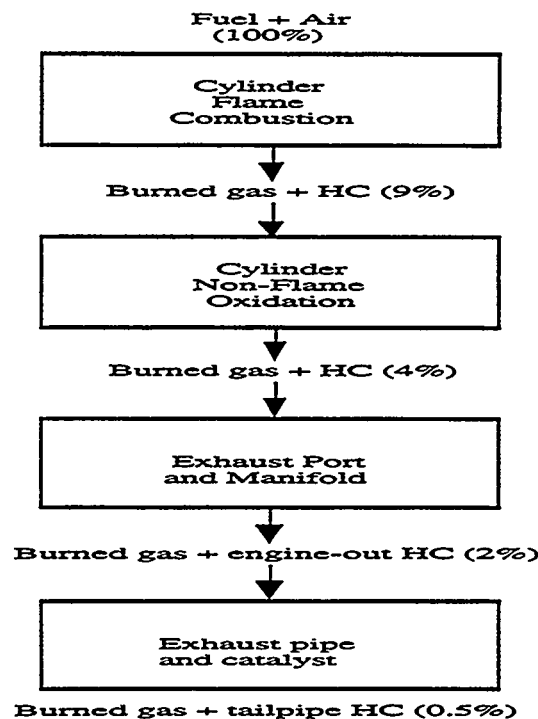 Fuel + Air
(100%)
Cylinder
Flame
Combustion
Burned gas + HC (9%)
Cylinder
Non-Flame
Oxidation
Burned gas + HC (4%)
Exhaust Port
and Manifold
Burned gas + engine-out HC (2%)
Exhaust pipe
and catalyst
Burned gas + tailpipe HC (0.5%)